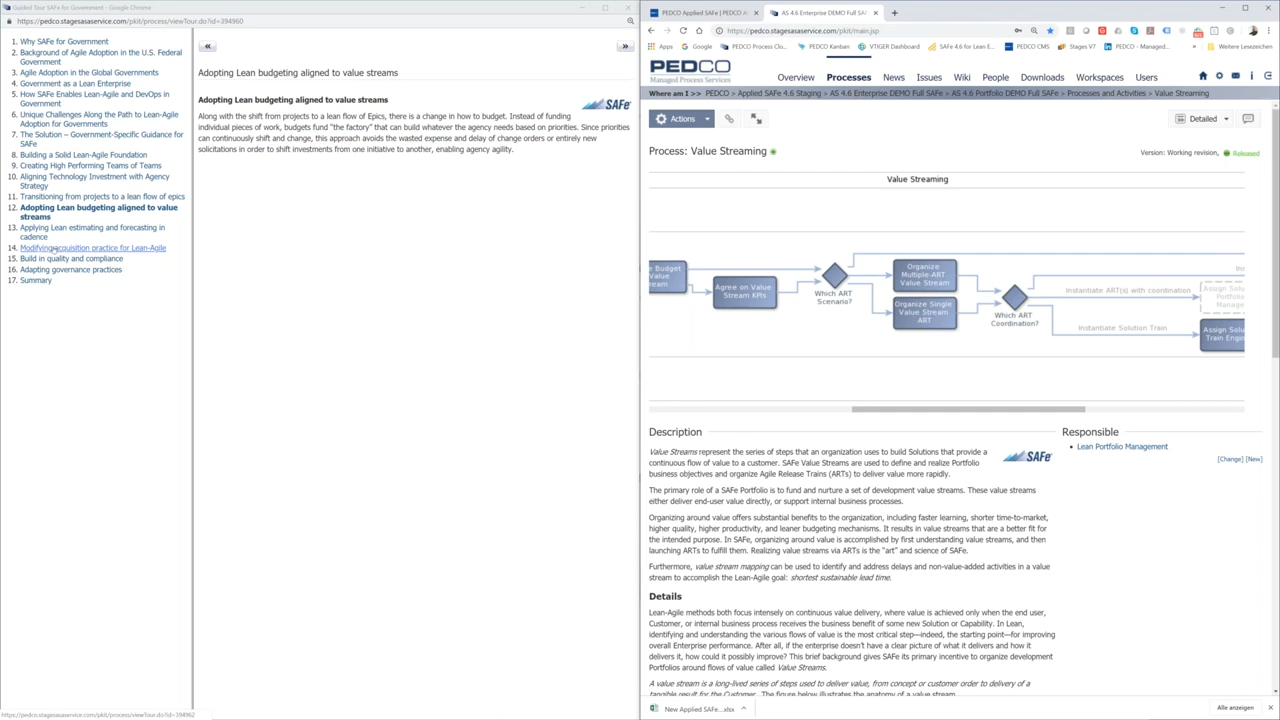 Guided Tour SAFe for Government - Google Chrome
https://pedco.stagesasaservice.com/pkit/process/viewTour.do?id=394960
1. Why SAFe for Government
2. Background of Agile Adoption in the U.S. Federal
Government
3. Agile Adoption in the Global Governments
4. Government as a Lean Enterprise
5. How SAFe Enables Lean-Agile and DevOps in
Government
6. Unique Challenges Along the Path to Lean-Agile
Adoption for Governments
7. The Solution – Government-Specific Guidance for
SAFe
8. Building a Solid Lean-Agile Foundation
9. Creating High Performing Teams of Teams
10. Aligning Technology Investment with Agency
Strategy
11. Transitioning from projects to a lean flow of epics
12. Adopting Lean budgeting aligned to value
streams
13. Applying Lean estimating and forecasting in
cadence
14. Modifying acquisition practice for Lean-Agile
15. Build in quality and compliance
16. Adapting governance practices
17. Summary
«
»
Adopting Lean budgeting aligned to value streams
Adopting Lean budgeting aligned to value streams
SAFe
Along with the shift from projects to a lean flow of Epics, there is a change in how to budget. Instead of funding
individual pieces of work, budgets fund "the factory" that can build whatever the agency needs based on priorities. Since priorities
can continuously shift and change, this approach avoids the wasted expense and delay of change orders or entirely new
solicitations in order to shift investments from one initiative to another, enabling agency agility.
https://pedco.stagesasaservice.com/pkit/process/viewTour.do?id=394962
PEDCO Applied SAFe | PEDCO A
AS 4.6 Enterprise DEMO Full SAF
https://pedco.stagesasaservice.com/pkit/main.jsp
Apps
Google
PEDCO Process Clo...
PEDCO Kanban
VTIGER Dashboard
SAFe 4.6 for Lean E...
PEDCO CMS
Stages V7
PEDCO - Managed...
Weitere Lesezeichen
PEDCO
Managed Process Services
Overview
Processes
News
Issues
Wiki
People
Downloads
Workspaces
Users
Where am I >> PEDCO > Applied SAFe 4.6 Staging > AS 4.6 Enterprise DEMO Full SAFe > AS 4.6 Portfolio DEMO Full SAFe > Processes and Activities > Value Streaming
Actions
Detailed
Process: Value Streaming
Version: Working revision,
Released
Value Streaming
e Budget
Value
ream
Agree on Value
Stream KPIs
Which ART
Scenario?
Organize
Multiple-ART
Value Stream
Organize Single
Value Stream
ART
Which ART
Coordination?
Ins
Instantiate ART(s) with coordination
Assign Solu
Portfolio
Manage
Instantiate Solution Train
Assign Solu
Train Engin
Description
Value Streams represent the series of steps that an organization uses to build Solutions that provide a
continuous flow of value to a customer. SAFe Value Streams are used to define and realize Portfolio
business objectives and organize Agile Release Trains (ARTs) to deliver value more rapidly.
SAFe
The primary role of a SAFe Portfolio is to fund and nurture a set of development value streams. These value streams
either deliver end-user value directly, or support internal business processes.
Organizing around value offers substantial benefits to the organization, including faster learning, shorter time-to-market,
higher quality, higher productivity, and leaner budgeting mechanisms. It results in value streams that are a better fit for
the intended purpose. In SAFe, organizing around value is accomplished by first understanding value streams, and then
launching ARTs to fulfill them. Realizing value streams via ARTs is the "art" and science of SAFe.
Furthermore, value stream mapping can be used to identify and address delays and non-value-added activities in a value
stream to accomplish the Lean-Agile goal: shortest sustainable lead time.
Details
Lean-Agile methods both focus intensely on continuous value delivery, where value is achieved only when the end user,
Customer, or internal business process receives the business benefit of some new Solution or Capability. In Lean,
identifying and understanding the various flows of value is the most critical step—indeed, the starting point—for improving
overall Enterprise performance. After all, if the enterprise doesn't have a clear picture of what it delivers and how it
delivers it, how could it possibly improve? This brief background gives SAFe its primary incentive to organize development
Portfolios around flows of value called Value Streams.
A value stream is a long-lived series of steps used to deliver value, from concept or customer order to delivery of a
tangible result for the Customer. The figure below illustrates the anatomy of a value stream.
Responsible
• Lean Portfolio Management
[Change] [New]
New Applied SAFe....xlsx
Alle anzeigen